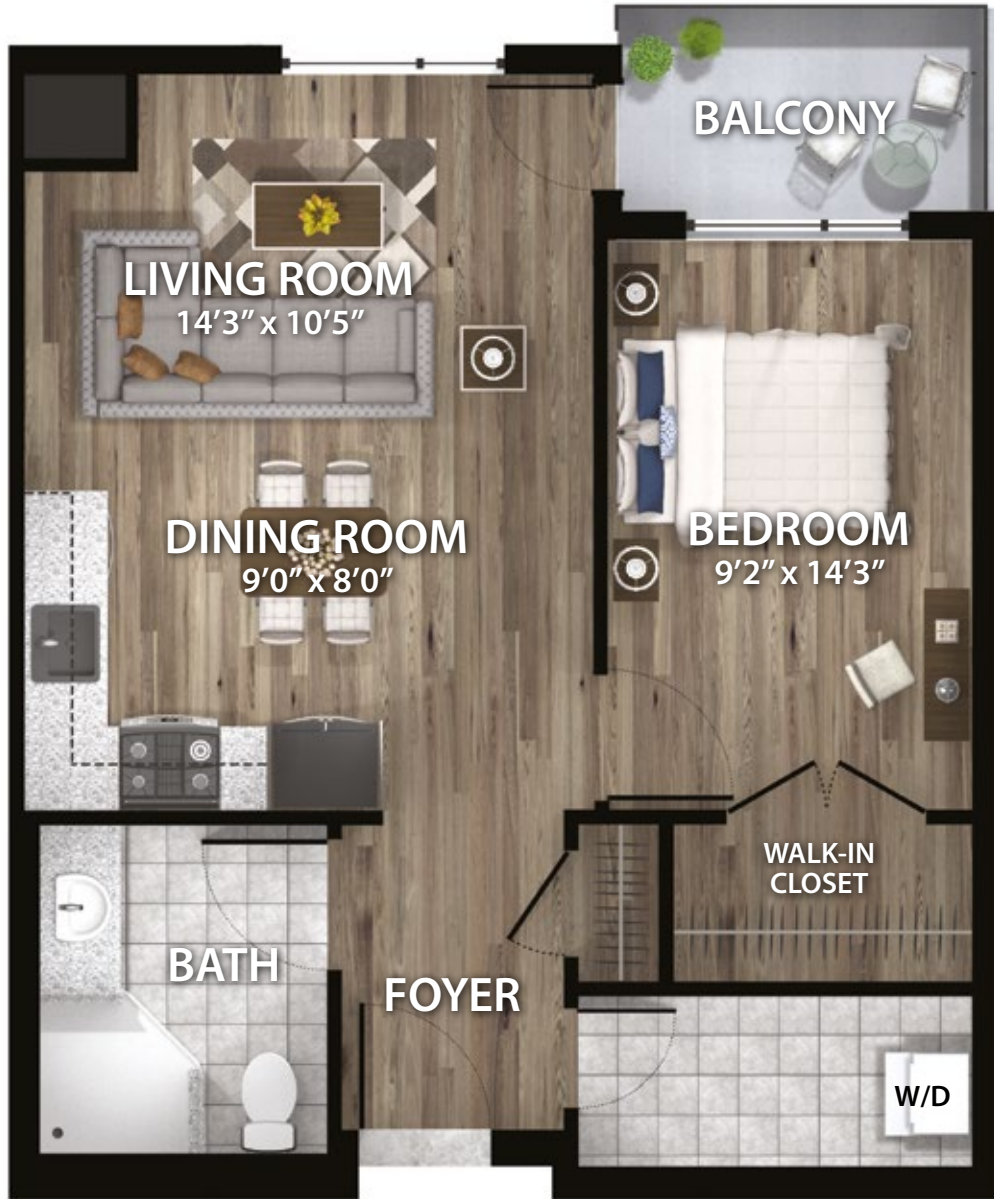 BALCONY
LIVING ROOM
14’3” x 10’5”
DINING ROOM
9’0” x 8’0”
BEDROOM
9’2” x 14’3”
WALK-IN
CLOSET
BATH
FOYER
W/D